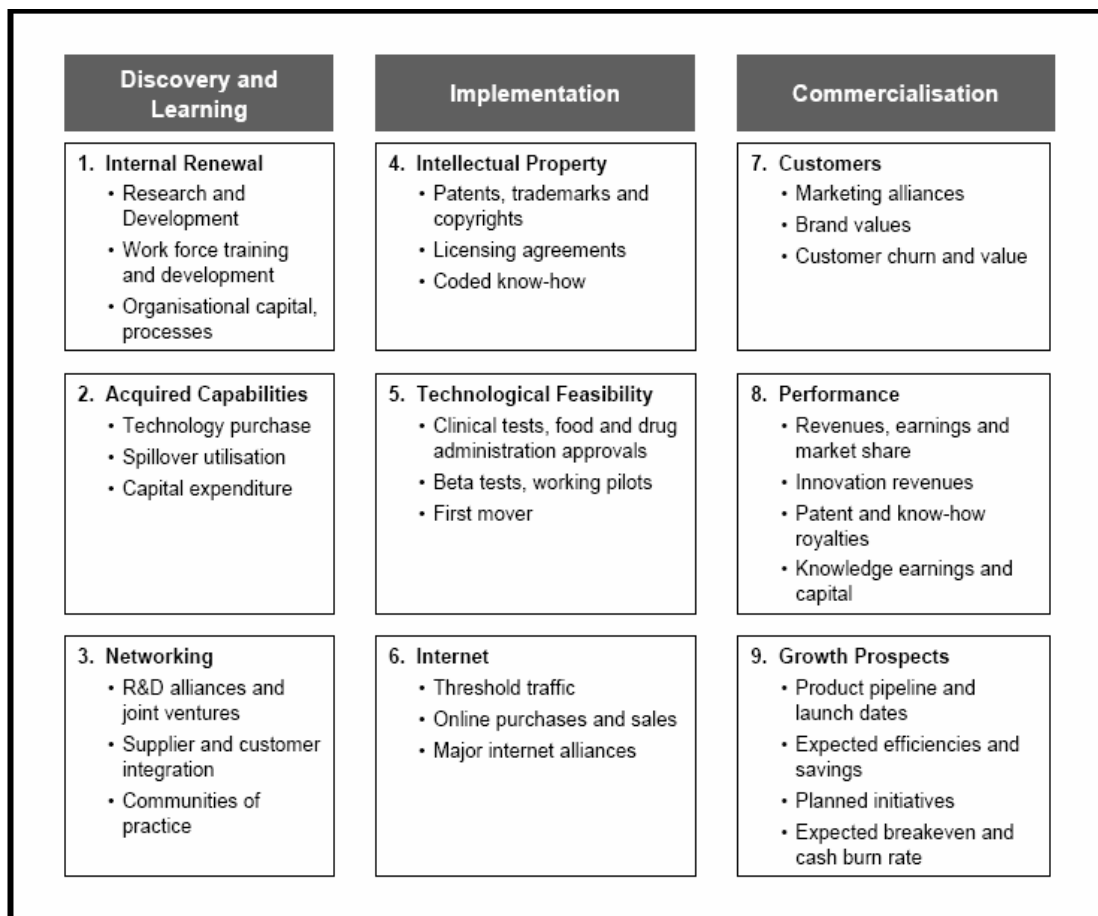 Discovery and
Learning
1. Internal Renewal
• Research and
Development
• Work force training
and development
• Organisational capital,
processes
2. Acquired Capabilities
• Technology purchase
• Spillover utilisation
• Capital expenditure
3. Networking
• R&D alliances and
joint ventures
• Supplier and customer
integration
• Communities of
practice
Implementation
4. Intellectual Property
• Patents, trademarks and
copyrights
• Licensing agreements
• Coded know-how
5. Technological Feasibility
• Clinical tests, food and drug
administration approvals
• Beta tests, working pilots
• First mover
6. Internet
• Threshold traffic
• Online purchases and sales
• Major internet alliances
Commercialisation
7. Customers
• Marketing alliances
• Brand values
• Customer churn and value
8. Performance
• Revenues, earnings and
market share
• Innovation revenues
• Patent and know-how
royalties
• Knowledge earnings and
capital
9. Growth Prospects
• Product pipeline and
launch dates
• Expected efficiencies and
savings
• Planned initiatives
• Expected breakeven and
cash burn rate